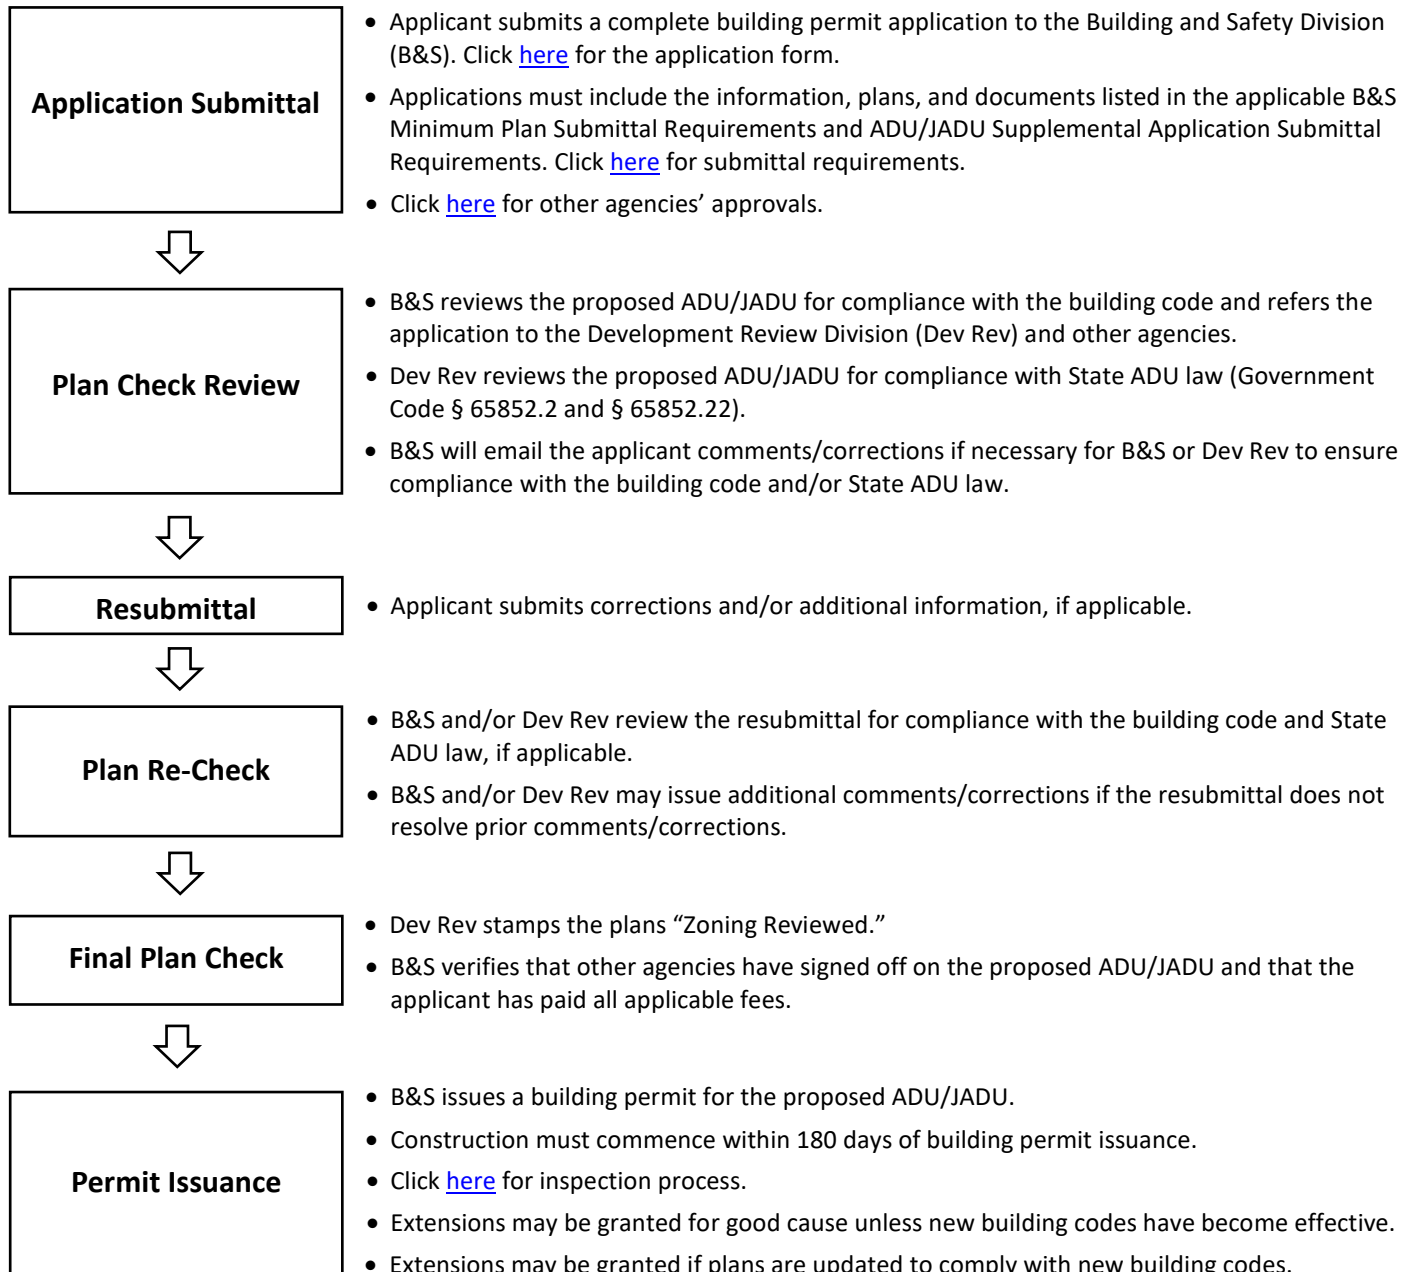 Application Submittal
• Applicant submits a complete building permit application to the Building and Safety Division
(B&S). Click here for the application form.
• Applications must include the information, plans, and documents listed in the applicable B&S
Minimum Plan Submittal Requirements and ADU/JADU Supplemental Application Submittal
Requirements. Click here for submittal requirements.
• Click here for other agencies’ approvals.
Plan Check Review
• B&S reviews the proposed ADU/JADU for compliance with the building code and refers the
application to the Development Review Division (Dev Rev) and other agencies.
• Dev Rev reviews the proposed ADU/JADU for compliance with State ADU law (Government
Code § 65852.2 and § 65852.22).
• B&S will email the applicant comments/corrections if necessary for B&S or Dev Rev to ensure
compliance with the building code and/or State ADU law.
Resubmittal
• Applicant submits corrections and/or additional information, if applicable.
Plan Re-Check
• B&S and/or Dev Rev review the resubmittal for compliance with the building code and State
ADU law, if applicable.
• B&S and/or Dev Rev may issue additional comments/corrections if the resubmittal does not
resolve prior comments/corrections.
Final Plan Check
• Dev Rev stamps the plans “Zoning Reviewed.”
• B&S verifies that other agencies have signed off on the proposed ADU/JADU and that the
applicant has paid all applicable fees.
Permit Issuance
• B&S issues a building permit for the proposed ADU/JADU.
• Construction must commence within 180 days of building permit issuance.
• Click here for inspection process.
• Extensions may be granted for good cause unless new building codes have become effective.
• Extensions may be granted if plans are updated to comply with new building codes.